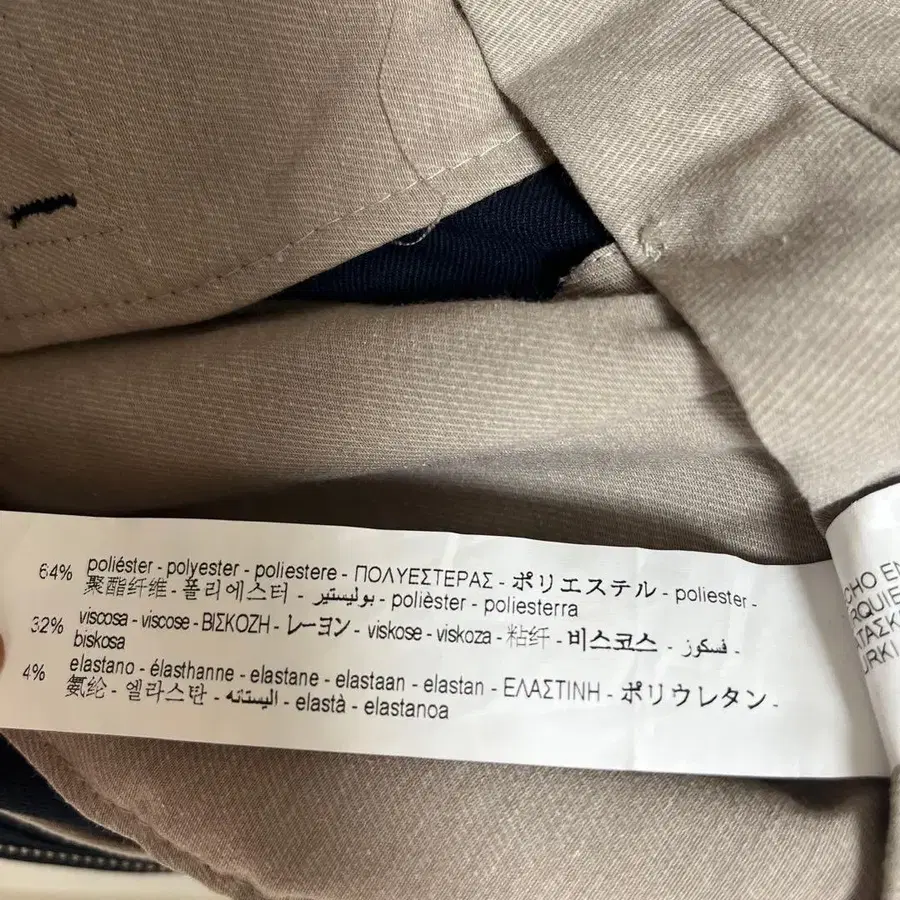 64% poliéster - polyester - poliestere - ΠΟΛΥΕΣΤΕΡΑΣ - ポリエステル - poliester -
聚酯纤维 - 폴리에스터 - بوليستير - polièster - poliesterra
32% viscosa - viscose - ΒΙΣΚΟΖΗ - レーヨン - viskose - viskoza - 粘纤 - 비스코스 - فسكوز -
biskosa
4% elastano - élasthanne - elastane - elastaan - elastan - ΕΛΑΣΤΙΝΗ - ポリウレタン -
氨纶 - 엘라스탄 - اليستانه - elastà - elastanoa
CHO EN